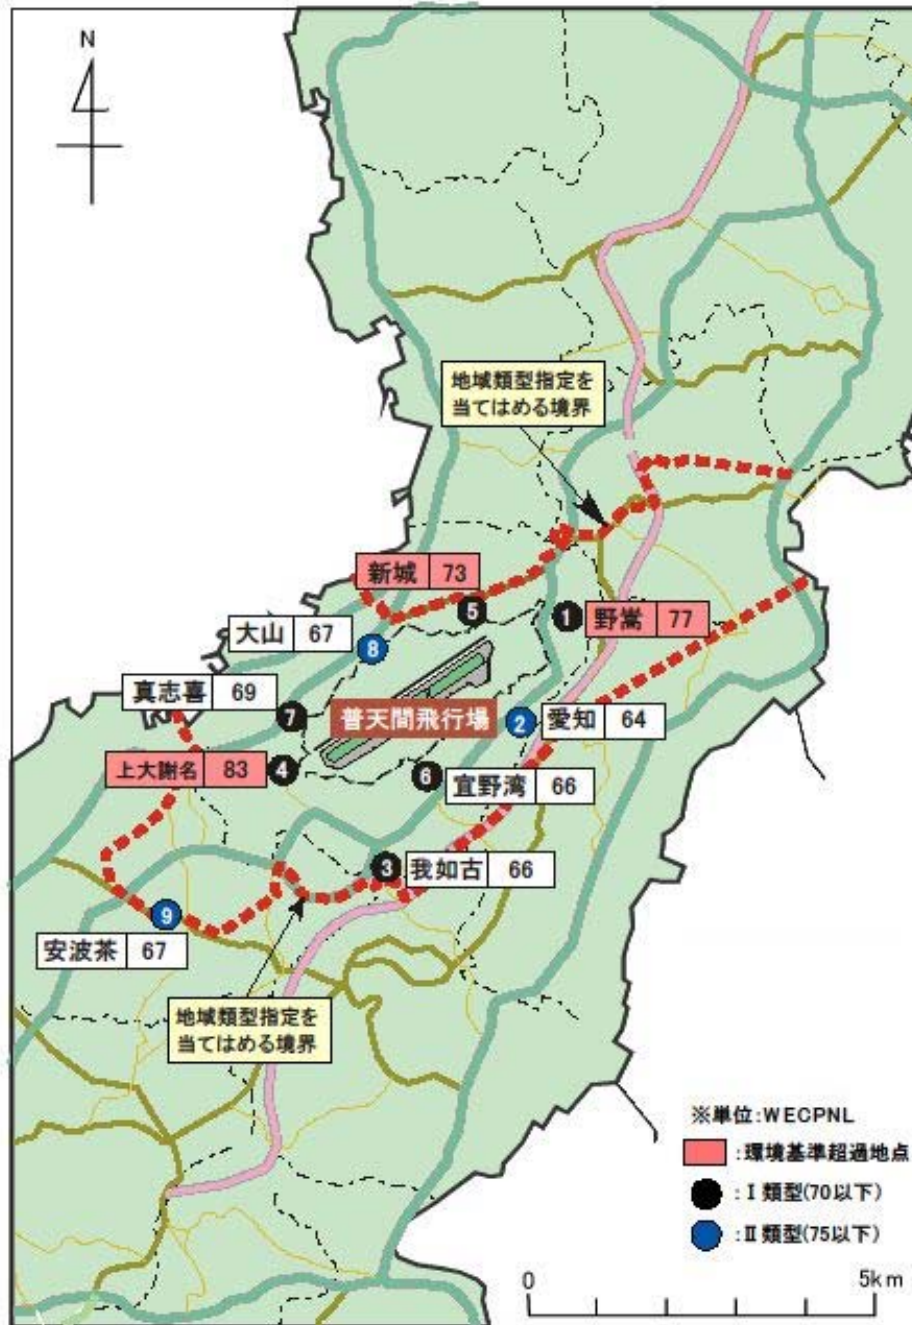 N
地域類型指定を
当てはめる境界
新城 73
5
1
野嵩 77
大山 67
8
真志喜 69
7
普天間飛行場
2
愛知 64
上大謝名 83
4
6
宜野湾 66
3
我如古 66
9
安波茶 67
地域類型指定を
当てはめる境界
※単位:WECPNL
:環境基準超過地点
:Ⅰ類型(70以下)
:Ⅱ類型(75以下)
0 5km